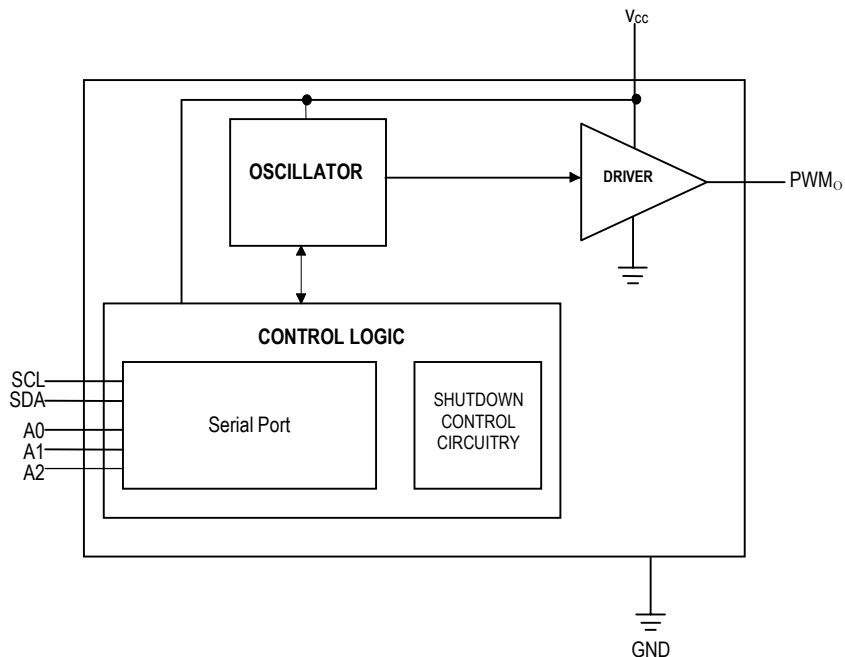 VCC
OSCILLATOR
DRIVER
PWMO
CONTROL LOGIC
SCL
SDA
A0
A1
A2
Serial Port
SHUTDOWN
CONTROL
CIRCUITRY
GND